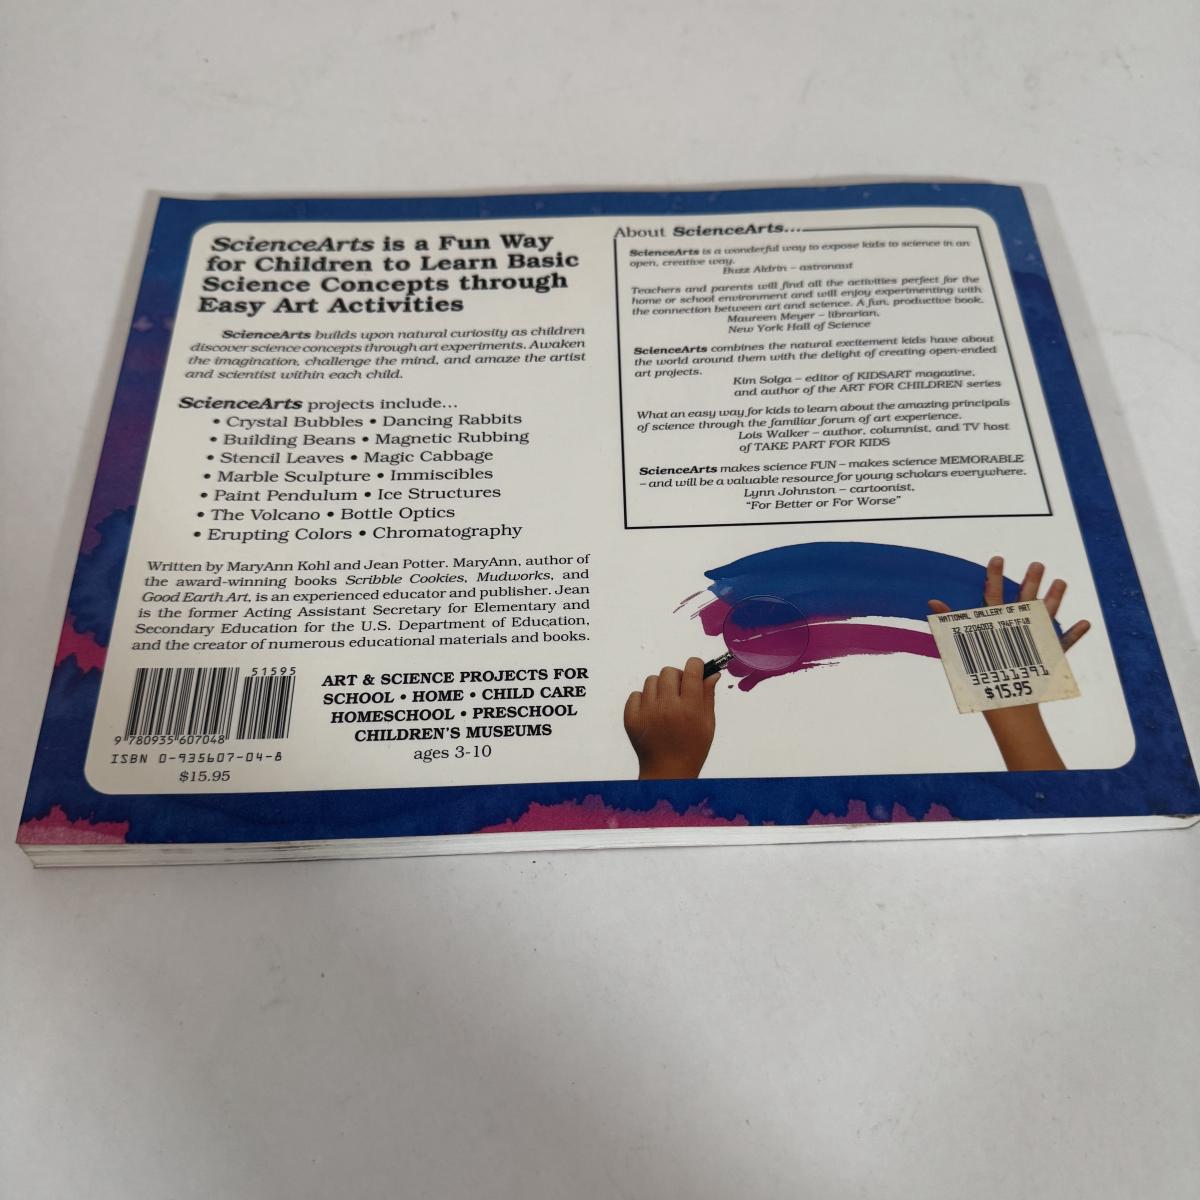 ScienceArts is a Fun Way
for Children to Learn Basic
Science Concepts through
Easy Art Activities
ScienceArts builds upon natural curiosity as children
discover science concepts through art experiments. Awaken
the imagination, challenge the mind, and amaze the artist
and scientist within each child.
ScienceArts projects include...
• Crystal Bubbles • Dancing Rabbits
• Building Beans • Magnetic Rubbing
• Stencil Leaves • Magic Cabbage
• Marble Sculpture • Immiscibles
• Paint Pendulum • Ice Structures
• The Volcano • Bottle Optics
• Erupting Colors • Chromatography
Written by MaryAnn Kohl and Jean Potter. MaryAnn, author of
the award-winning books Scribble Cookies, Mudworks, and
Good Earth Art, is an experienced educator and publisher. Jean
is the former Acting Assistant Secretary for Elementary and
Secondary Education for the U.S. Department of Education,
and the creator of numerous educational materials and books.
51595
9 780935 607048
ISBN 0-935607-04-8
$15.95
ART & SCIENCE PROJECTS FOR
SCHOOL • HOME • CHILD CARE
HOMESCHOOL • PRESCHOOL
CHILDREN'S MUSEUMS
ages 3-10
About ScienceArts...
ScienceArts is a wonderful way to expose kids to science in an
open, creative way.
Buzz Aldrin – astronaut
Teachers and parents will find all the activities perfect for the
home or school environment and will enjoy experimenting with
the connection between art and science. A fun, productive book.
Maureen Meyer – librarian,
New York Hall of Science
ScienceArts combines the natural excitement kids have about
the world around them with the delight of creating open-ended
art projects.
Kim Solga – editor of KIDSART magazine,
and author of the ART FOR CHILDREN series
What an easy way for kids to learn about the amazing principals
of science through the familiar forum of art experience.
Lois Walker – author, columnist, and TV host
of TAKE PART FOR KIDS
ScienceArts makes science FUN – makes science MEMORABLE
– and will be a valuable resource for young scholars everywhere.
Lynn Johnston – cartoonist,
"For Better or For Worse"
NATIONAL GALLERY OF ART
32311391
$15.95